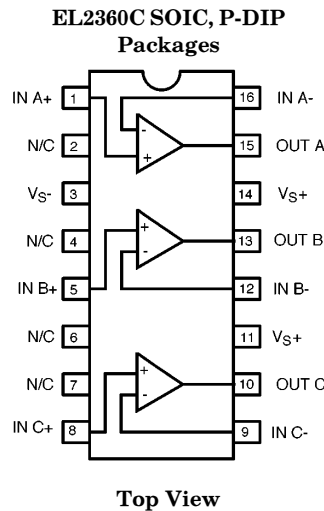 EL2360C SOIC, P-DIP
Packages
IN A+ 1 16 IN A-
- +
N/C 2 15 OUT A
VS- 3 14 VS+
N/C 4 13 OUT B
+ -
IN B+ 5 12 IN B-
N/C 6 11 VS+
N/C 7 10 OUT C
+ -
IN C+ 8 9 IN C-
Top View